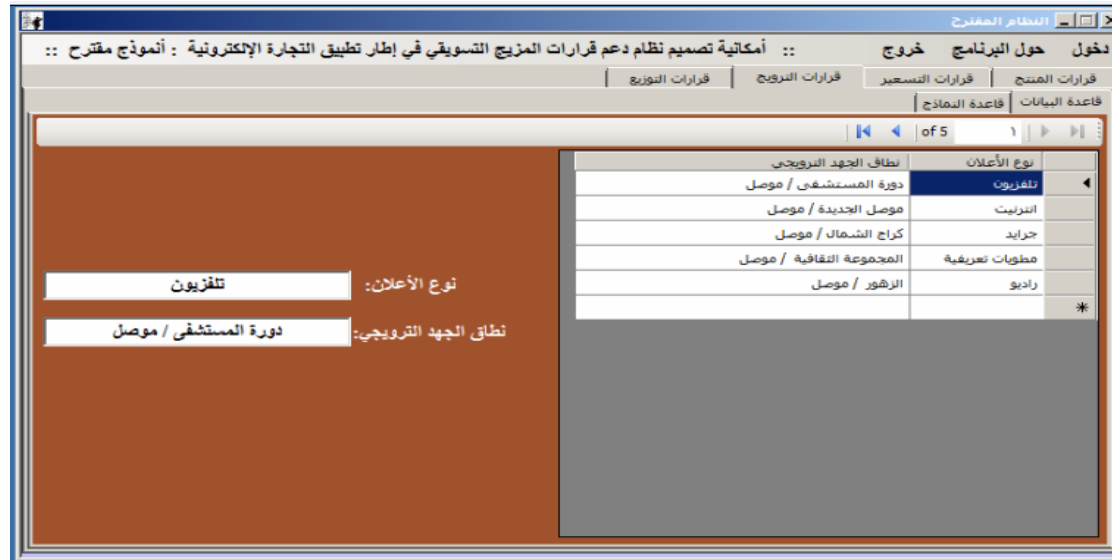 النظام المقترح
دخول حول البرنامج خروج :: أمكانية تصميم نظام دعم قرارات المزيج التسويقي في إطار تطبيق التجارة الإلكترونية : أنموذج مقترح ::
قرارات المنتج قرارات التسعير قرارات الترويج قرارات التوزيع
قاعدة البيانات قاعدة النماذج
١ of 5
نوع الأعلان نطاق الجهد الترويجي
تلفزيون دورة المستشفى / موصل
انترنيت موصل الجديدة / موصل
جرايد كراج الشمال / موصل
مطويات تعريفية المجموعة الثقافية / موصل
راديو الزهور / موصل
نوع الأعلان: تلفزيون
نطاق الجهد الترويجي: دورة المستشفى / موصل